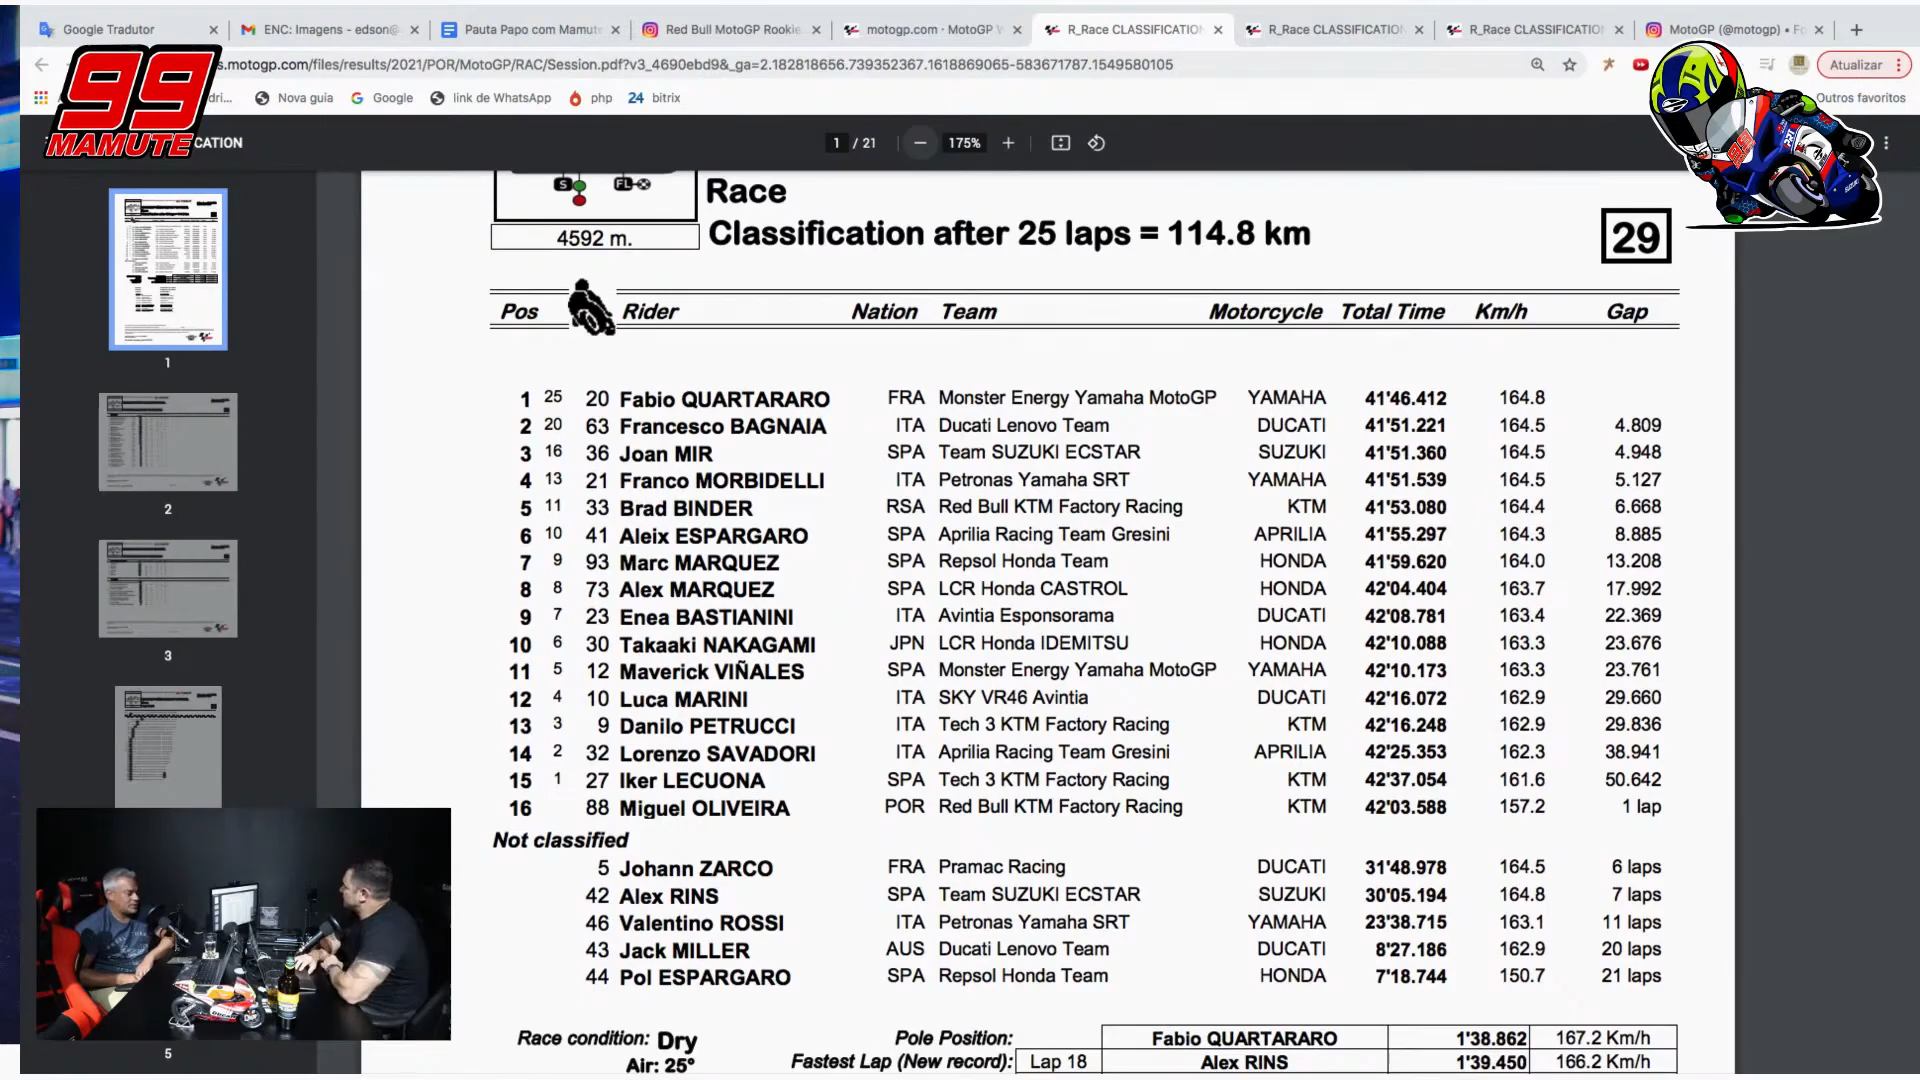 Google Tradutor
ENC: Imagens - edson@
Pauta Papo com Mamute
Red Bull MotoGP Rookie
motogp.com · MotoGP
R_Race CLASSIFICATION
R_Race CLASSIFICATION
R_Race CLASSIFICATION
MotoGP (@motogp) • Fo
s.motogp.com/files/results/2021/POR/MotoGP/RAC/Session.pdf?v3_4690ebd9&_ga=2.182818656.739352367.1618869065-583671787.1549580105
Atualizar
dri...
Nova guia
Google
link de WhatsApp
php
24 bitrix
Outros favoritos
99
MAMUTE
CATION
1 / 21
175%
S FL
Race
4592 m.
Classification after 25 laps = 114.8 km
29
Pos Rider Nation Team Motorcycle Total Time Km/h Gap
1 25 20 Fabio QUARTARARO FRA Monster Energy Yamaha MotoGP YAMAHA 41'46.412 164.8
2 20 63 Francesco BAGNAIA ITA Ducati Lenovo Team DUCATI 41'51.221 164.5 4.809
3 16 36 Joan MIR SPA Team SUZUKI ECSTAR SUZUKI 41'51.360 164.5 4.948
4 13 21 Franco MORBIDELLI ITA Petronas Yamaha SRT YAMAHA 41'51.539 164.5 5.127
5 11 33 Brad BINDER RSA Red Bull KTM Factory Racing KTM 41'53.080 164.4 6.668
6 10 41 Aleix ESPARGARO SPA Aprilia Racing Team Gresini APRILIA 41'55.297 164.3 8.885
7 9 93 Marc MARQUEZ SPA Repsol Honda Team HONDA 41'59.620 164.0 13.208
8 8 73 Alex MARQUEZ SPA LCR Honda CASTROL HONDA 42'04.404 163.7 17.992
9 7 23 Enea BASTIANINI ITA Avintia Esponsorama DUCATI 42'08.781 163.4 22.369
10 6 30 Takaaki NAKAGAMI JPN LCR Honda IDEMITSU HONDA 42'10.088 163.3 23.676
11 5 12 Maverick VIÑALES SPA Monster Energy Yamaha MotoGP YAMAHA 42'10.173 163.3 23.761
12 4 10 Luca MARINI ITA SKY VR46 Avintia DUCATI 42'16.072 162.9 29.660
13 3 9 Danilo PETRUCCI ITA Tech 3 KTM Factory Racing KTM 42'16.248 162.9 29.836
14 2 32 Lorenzo SAVADORI ITA Aprilia Racing Team Gresini APRILIA 42'25.353 162.3 38.941
15 1 27 Iker LECUONA SPA Tech 3 KTM Factory Racing KTM 42'37.054 161.6 50.642
16 88 Miguel OLIVEIRA POR Red Bull KTM Factory Racing KTM 42'03.588 157.2 1 lap
Not classified
5 Johann ZARCO FRA Pramac Racing DUCATI 31'48.978 164.5 6 laps
42 Alex RINS SPA Team SUZUKI ECSTAR SUZUKI 30'05.194 164.8 7 laps
46 Valentino ROSSI ITA Petronas Yamaha SRT YAMAHA 23'38.715 163.1 11 laps
43 Jack MILLER AUS Ducati Lenovo Team DUCATI 8'27.186 162.9 20 laps
44 Pol ESPARGARO SPA Repsol Honda Team HONDA 7'18.744 150.7 21 laps
Race condition: Dry
Air: 25°
Pole Position: Fabio QUARTARARO 1'38.862 167.2 Km/h
Fastest Lap (New record): Lap 18 Alex RINS 1'39.450 166.2 Km/h
1
2
3
5